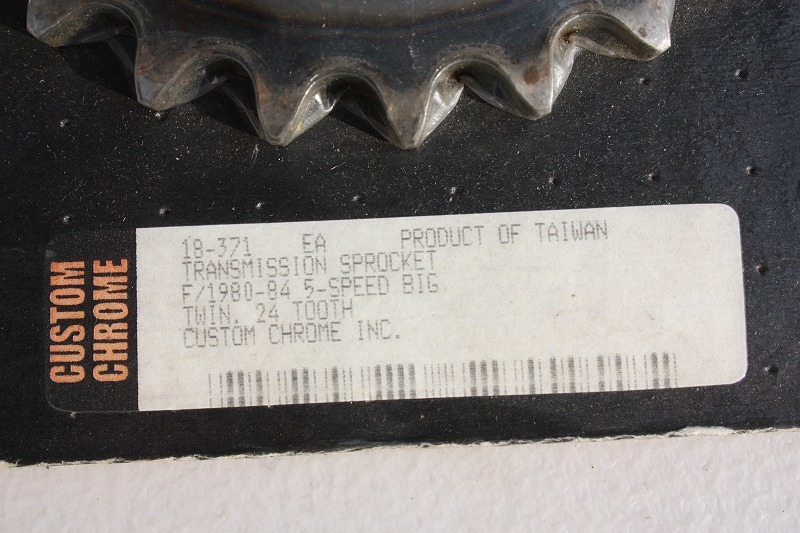 CUSTOM
CHROME
18-371 EA PRODUCT OF TAIWAN
TRANSMISSION SPROCKET
F/1980-84 5-SPEED BIG
TWIN. 24 TOOTH
CUSTOM CHROME INC.